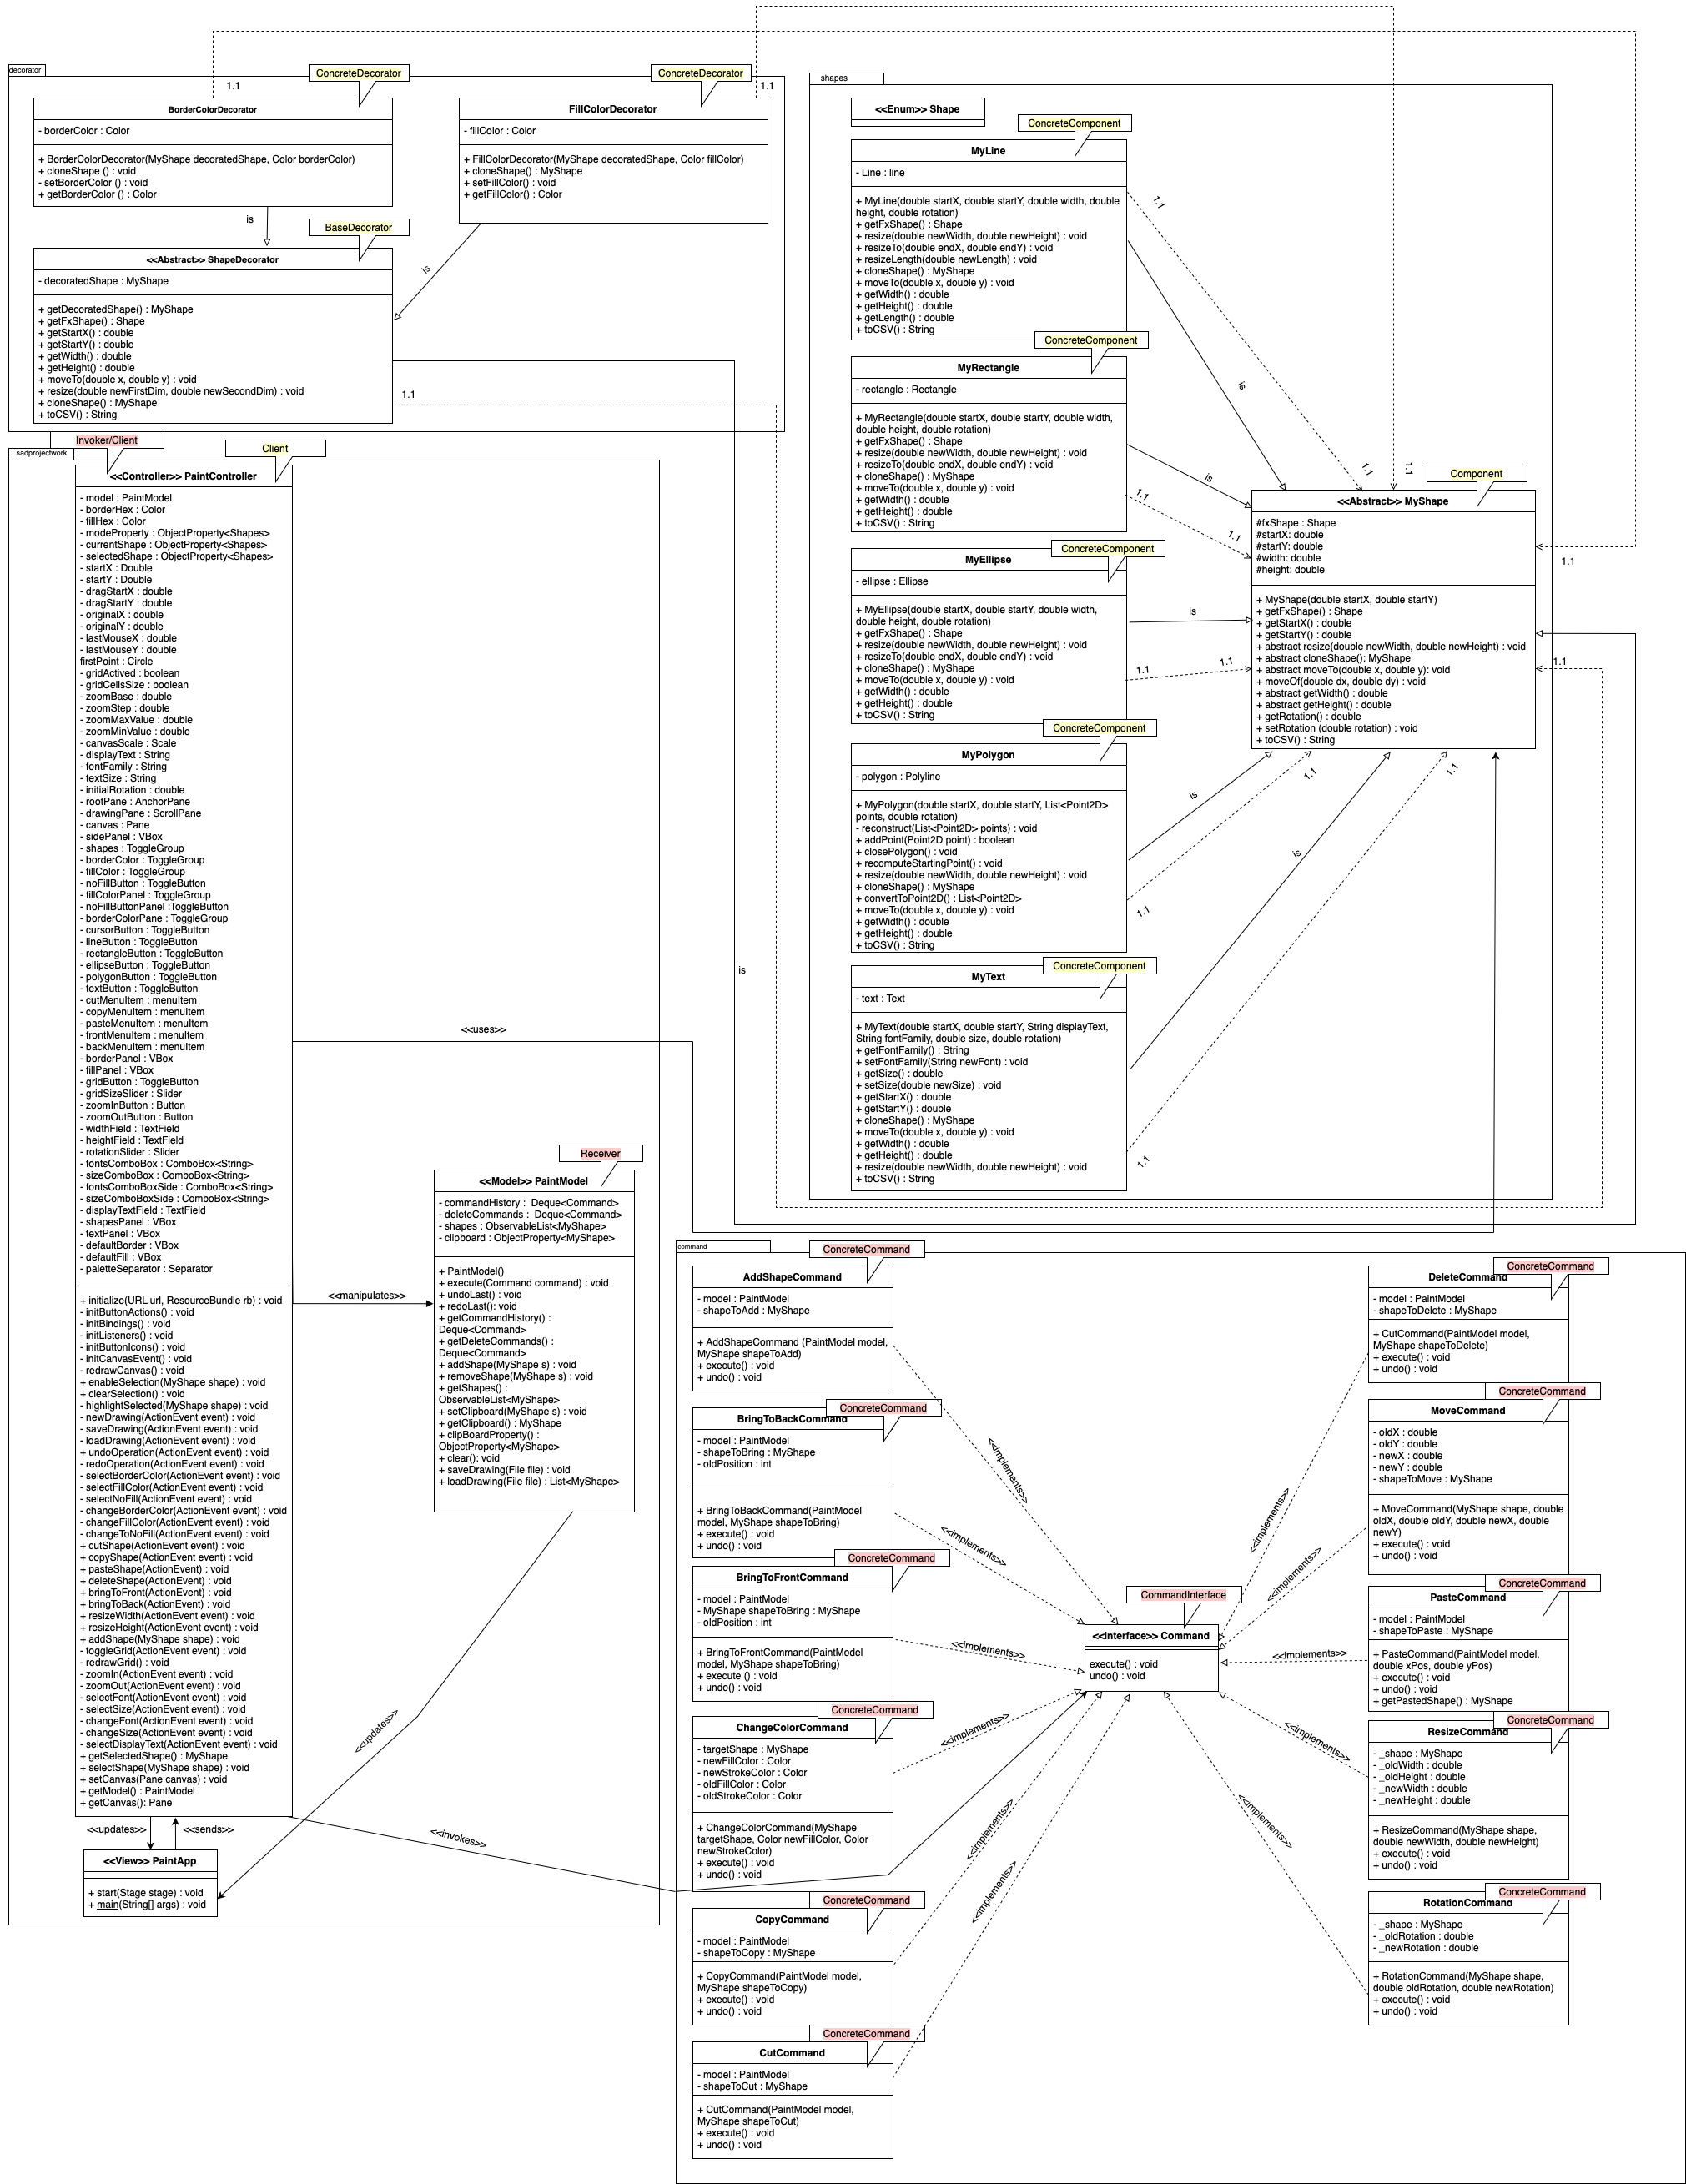 decorator
ConcreteDecorator
1.1
BorderColorDecorator
- borderColor : Color
+ BorderColorDecorator(MyShape decoratedShape, Color borderColor)
+ cloneShape () : void
- setBorderColor () : void
+ getBorderColor () : Color
is
ConcreteDecorator
1.1
FillColorDecorator
- fillColor : Color
+ FillColorDecorator(MyShape decoratedShape, Color fillColor)
+ cloneShape() : MyShape
+ setFillColor() : void
+ getFillColor() : Color
is
BaseDecorator
<<Abstract>> ShapeDecorator
- decoratedShape : MyShape
+ getDecoratedShape() : MyShape
+ getFxShape() : Shape
+ getStartX() : double
+ getStartY() : double
+ getWidth() : double
+ getHeight() : double
+ moveTo(double x, double y) : void
+ resize(double newFirstDim, double newSecondDim) : void
+ cloneShape() : MyShape
+ toCSV() : String
1.1
is
shapes
<<Enum>> Shape
ConcreteComponent
MyLine
- Line : line
+ MyLine(double startX, double startY, double width, double
height, double rotation)
+ getFxShape() : Shape
+ resize(double newWidth, double newHeight) : void
+ resizeTo(double endX, double endY) : void
+ resizeLength(double newLength) : void
+ cloneShape() : MyShape
+ moveTo(double x, double y) : void
+ getWidth() : double
+ getHeight() : double
+ getLength() : double
+ toCSV() : String
1.1
is
1.1
1.1
ConcreteComponent
MyRectangle
- rectangle : Rectangle
+ MyRectangle(double startX, double startY, double width,
double height, double rotation)
+ getFxShape() : Shape
+ resize(double newWidth, double newHeight) : void
+ resizeTo(double endX, double endY) : void
+ cloneShape() : MyShape
+ moveTo(double x, double y) : void
+ getWidth() : double
+ getHeight() : double
+ toCSV() : String
is
1.1
1.1
ConcreteComponent
MyEllipse
- ellipse : Ellipse
+ MyEllipse(double startX, double startY, double width,
double height, double rotation)
+ getFxShape() : Shape
+ resize(double newWidth, double newHeight) : void
+ resizeTo(double endX, double endY) : void
+ cloneShape() : MyShape
+ moveTo(double x, double y) : void
+ getWidth() : double
+ getHeight() : double
+ toCSV() : String
is
1.1
1.1
ConcreteComponent
MyPolygon
- polygon : Polyline
+ MyPolygon(double startX, double startY, List<Point2D>
points, double rotation)
- reconstruct(List<Point2D> points) : void
+ addPoint(Point2D point) : boolean
+ closePolygon() : void
+ recomputeStartingPoint() : void
+ resize(double newWidth, double newHeight) : void
+ cloneShape() : MyShape
+ convertToPoint2D() : List<Point2D>
+ moveTo(double x, double y) : void
+ getWidth() : double
+ getHeight() : double
+ toCSV() : String
is
1.1
1.1
ConcreteComponent
MyText
- text : Text
+ MyText(double startX, double startY, String displayText,
String fontFamily, double size, double rotation)
+ getFontFamily() : String
+ setFontFamily(String newFont) : void
+ getSize() : double
+ setSize(double newSize) : void
+ getStartX() : double
+ getStartY() : double
+ cloneShape() : MyShape
+ moveTo(double x, double y) : void
+ getWidth() : double
+ getHeight() : double
+ resize(double newWidth, double newHeight) : void
+ toCSV() : String
is
1.1
1.1
Component
<<Abstract>> MyShape
#fxShape : Shape
#startX: double
#startY: double
#width: double
#height: double
+ MyShape(double startX, double startY)
+ getFxShape() : Shape
+ getStartX() : double
+ getStartY() : double
+ abstract resize(double newWidth, double newHeight) : void
+ abstract cloneShape(): MyShape
+ abstract moveTo(double x, double y): void
+ moveOf(double dx, double dy) : void
+ abstract getWidth() : double
+ abstract getHeight() : double
+ getRotation() : double
+ setRotation (double rotation) : void
+ toCSV() : String
1.1
1.1
sadprojectwork
Invoker/Client
Client
<<Controller>> PaintController
- model : PaintModel
- borderHex : Color
- fillHex : Color
- modeProperty : ObjectProperty<Shapes>
- currentShape : ObjectProperty<Shapes>
- selectedShape : ObjectProperty<Shapes>
- startX : Double
- startY : Double
- dragStartX : double
- dragStartY : double
- originalX : double
- originalY : double
- lastMouseX : double
- lastMouseY : double
firstPoint : Circle
- gridActived : boolean
- gridCellsSize : boolean
- zoomBase : double
- zoomStep : double
- zoomMaxValue : double
- zoomMinValue : double
- canvasScale : Scale
- displayText : String
- fontFamily : String
- textSize : String
- initialRotation : double
- rootPane : AnchorPane
- drawingPane : ScrollPane
- canvas : Pane
- sidePanel : VBox
- shapes : ToggleGroup
- borderColor : ToggleGroup
- fillColor : ToggleGroup
- noFillButton : ToggleButton
- fillColorPanel : ToggleGroup
- noFillButtonPanel :ToggleButton
- borderColorPane : ToggleGroup
- cursorButton : ToggleButton
- lineButton : ToggleButton
- rectangleButton : ToggleButton
- ellipseButton : ToggleButton
- polygonButton : ToggleButton
- textButton : ToggleButton
- cutMenuItem : menuItem
- copyMenuItem : menuItem
- pasteMenuItem : menuItem
- frontMenuItem : menuItem
- backMenuItem : menuItem
- borderPanel : VBox
- fillPanel : VBox
- gridButton : ToggleButton
- gridSizeSlider : Slider
- zoomInButton : Button
- zoomOutButton : Button
- widthField : TextField
- heightField : TextField
- rotationSlider : Slider
- fontsComboBox : ComboBox<String>
- sizeComboBox : ComboBox<String>
- fontsComboBoxSide : ComboBox<String>
- sizeComboBoxSide : ComboBox<String>
- displayTextField : TextField
- shapesPanel : VBox
- textPanel : VBox
- defaultBorder : VBox
- defaultFill : VBox
- paletteSeparator : Separator
+ initialize(URL url, ResourceBundle rb) : void
- initButtonActions() : void
- initBindings() : void
- initListeners() : void
- initButtonIcons() : void
- initCanvasEvent() : void
- redrawCanvas() : void
+ enableSelection(MyShape shape) : void
+ clearSelection() : void
- highlightSelected(MyShape shape) : void
- newDrawing(ActionEvent event) : void
- saveDrawing(ActionEvent event) : void
- loadDrawing(ActionEvent event) : void
+ undoOperation(ActionEvent event) : void
- redoOperation(ActionEvent event) : void
- selectBorderColor(ActionEvent event) : void
- selectFillColor(ActionEvent event) : void
- selectNoFill(ActionEvent event) : void
- changeBorderColor(ActionEvent event) : void
- changeFillColor(ActionEvent event) : void
- changeToNoFill(ActionEvent event) : void
+ cutShape(ActionEvent event) : void
+ copyShape(ActionEvent event) : void
+ pasteShape(ActionEvent event) : void
+ deleteShape(ActionEvent) : void
+ bringToFront(ActionEvent) : void
+ bringToBack(ActionEvent) : void
+ resizeWidth(ActionEvent event) : void
+ resizeHeight(ActionEvent event) : void
+ addShape(MyShape shape) : void
- toggleGrid(ActionEvent event) : void
- redrawGrid() : void
- zoomIn(ActionEvent event) : void
- zoomOut(ActionEvent event) : void
- selectFont(ActionEvent event) : void
- selectSize(ActionEvent event) : void
- changeFont(ActionEvent event) : void
- changeSize(ActionEvent event) : void
- selectDisplayText(ActionEvent event) : void
+ getSelectedShape() : MyShape
+ selectShape(MyShape shape) : void
+ setCanvas(Pane canvas) : void
+ getModel() : PaintModel
+ getCanvas(): Pane
<<uses>>
<<manipulates>>
<<updates>>
<<sends>>
<<invokes>>
<<updates>>
<<View>> PaintApp
+ start(Stage stage) : void
+ main(String[] args) : void
Receiver
<<Model>> PaintModel
- commandHistory : Deque<Command>
- deleteCommands : Deque<Command>
- shapes : ObservableList<MyShape>
- clipboard : ObjectProperty<MyShape>
+ PaintModel()
+ execute(Command command) : void
+ undoLast() : void
+ redoLast(): void
+ getCommandHistory() :
Deque<Command>
+ getDeleteCommands() :
Deque<Command>
+ addShape(MyShape s) : void
+ removeShape(MyShape s) : void
+ getShapes() :
ObservableList<MyShape>
+ setClipboard(MyShape s) : void
+ getClipboard() : MyShape
+ clipBoardProperty() :
ObjectProperty<MyShape>
+ clear(): void
+ saveDrawing(File file) : void
+ loadDrawing(File file) : List<MyShape>
command
ConcreteCommand
AddShapeCommand
- model : PaintModel
- shapeToAdd : MyShape
+ AddShapeCommand (PaintModel model,
MyShape shapeToAdd)
+ execute() : void
+ undo() : void
<<implements>>
ConcreteCommand
BringToBackCommand
- model : PaintModel
- shapeToBring : MyShape
- oldPosition : int
+ BringToBackCommand(PaintModel
model, MyShape shapeToBring)
+ execute() : void
+ undo() : void
<<implements>>
ConcreteCommand
BringToFrontCommand
- model : PaintModel
- MyShape shapeToBring : MyShape
- oldPosition : int
+ BringToFrontCommand(PaintModel
model, MyShape shapeToBring)
+ execute () : void
+ undo() : void
<<implements>>
ConcreteCommand
ChangeColorCommand
- targetShape : MyShape
- newFillColor : Color
- newStrokeColor : Color
- oldFillColor : Color
- oldStrokeColor : Color
+ ChangeColorCommand(MyShape
targetShape, Color newFillColor, Color
newStrokeColor)
+ execute() : void
+ undo() : void
<<implements>>
ConcreteCommand
CopyCommand
- model : PaintModel
- shapeToCopy : MyShape
+ CopyCommand(PaintModel model,
MyShape shapeToCopy)
+ execute() : void
+ undo() : void
<<implements>>
ConcreteCommand
CutCommand
- model : PaintModel
- shapeToCut : MyShape
+ CutCommand(PaintModel model,
MyShape shapeToCut)
+ execute() : void
+ undo() : void
<<implements>>
CommandInterface
<<Interface>> Command
execute() : void
undo() : void
ConcreteCommand
DeleteCommand
- model : PaintModel
- shapeToDelete : MyShape
+ CutCommand(PaintModel model,
MyShape shapeToDelete)
+ execute() : void
+ undo() : void
<<implements>>
ConcreteCommand
MoveCommand
- oldX : double
- oldY : double
- newX : double
- newY : double
- shapeToMove : MyShape
+ MoveCommand(MyShape shape, double
oldX, double oldY, double newX, double
newY)
+ execute() : void
+ undo() : void
<<implements>>
ConcreteCommand
PasteCommand
- model : PaintModel
- shapeToPaste : MyShape
+ PasteCommand(PaintModel model,
double xPos, double yPos)
+ execute() : void
+ undo() : void
+ getPastedShape() : MyShape
<<implements>>
ConcreteCommand
ResizeCommand
- _shape : MyShape
- _oldWidth : double
- _oldHeight : double
- _newWidth : double
- _newHeight : double
+ ResizeCommand(MyShape shape,
double newWidth, double newHeight)
+ execute() : void
+ undo() : void
<<implements>>
ConcreteCommand
RotationCommand
- _shape : MyShape
- _oldRotation : double
- _newRotation : double
+ RotationCommand(MyShape shape,
double oldRotation, double newRotation)
+ execute() : void
+ undo() : void
<<implements>>